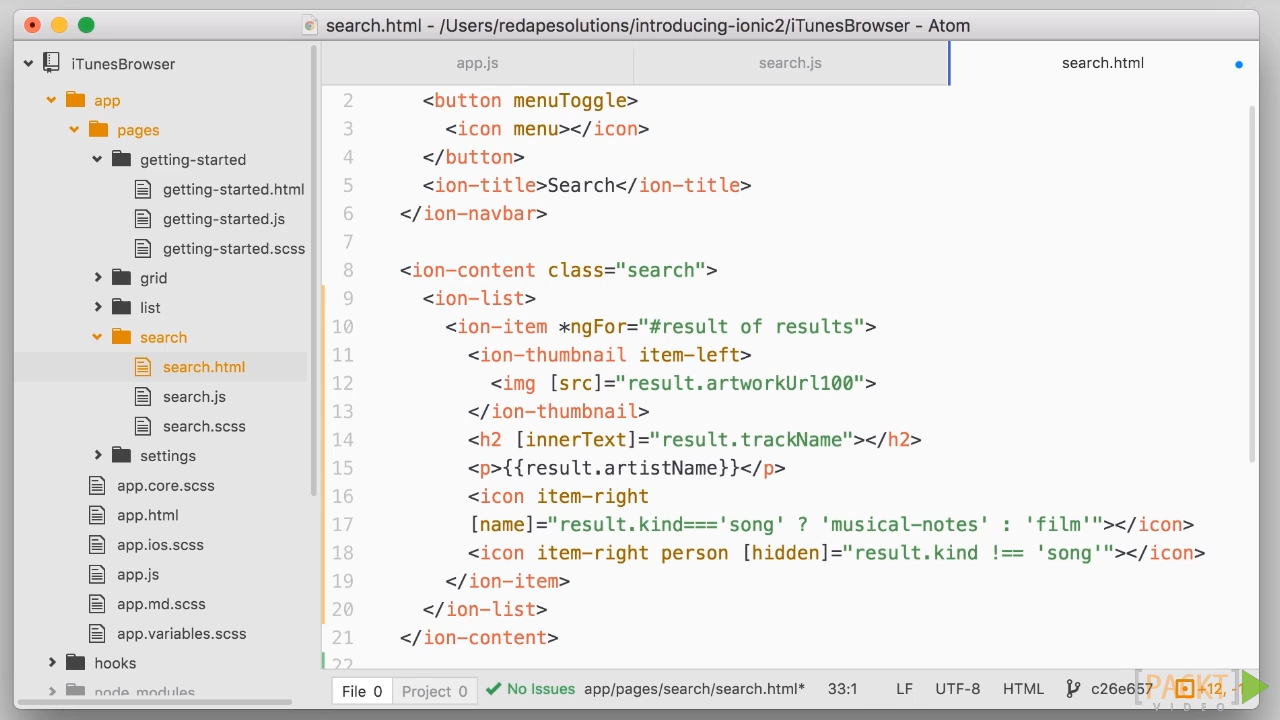 search.html - /Users/redapesolutions/introducing-ionic2/iTunesBrowser - Atom
iTunesBrowser
app
pages
getting-started
getting-started.html
getting-started.js
getting-started.scss
grid
list
search
search.html
search.js
search.scss
settings
app.core.scss
app.html
app.ios.scss
app.js
app.md.scss
app.variables.scss
hooks
node_modules
app.js
search.js
search.html
2 <button menuToggle>
3 <icon menu></icon>
4 </button>
5 <ion-title>Search</ion-title>
6 </ion-navbar>
7
8 <ion-content class="search">
9 <ion-list>
10 <ion-item *ngFor="#result of results">
11 <ion-thumbnail item-left>
12 <img [src]="result.artworkUrl100">
13 </ion-thumbnail>
14 <h2 [innerText]="result.trackName"></h2>
15 <p>{{result.artistName}}</p>
16 <icon item-right
17 [name]="result.kind==='song' ? 'musical-notes' : 'film'"></icon>
18 <icon item-right person [hidden]="result.kind !== 'song'"></icon>
19 </ion-item>
20 </ion-list>
21 </ion-content>
22
File 0 Project 0 No Issues app/pages/search/search.html* 33:1 LF UTF-8 HTML c26e657 +12, -1
PACKT
VIDEO